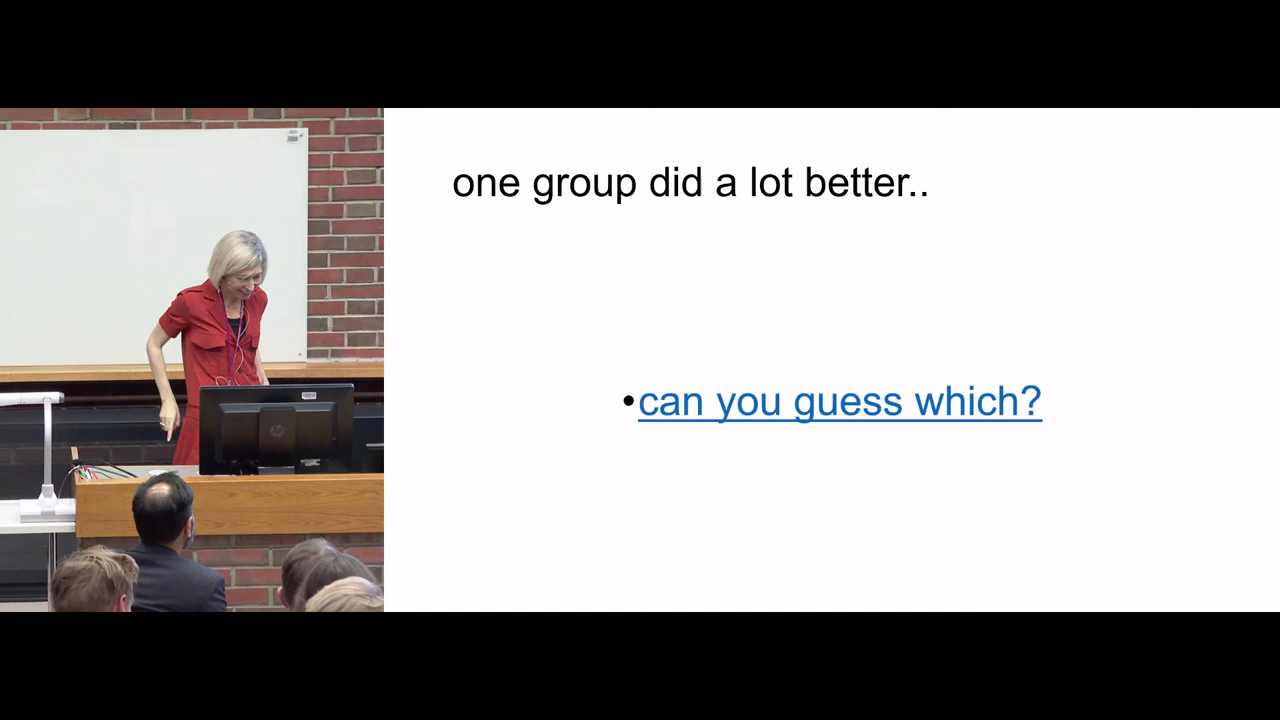 one group did a lot better..
•can you guess which?